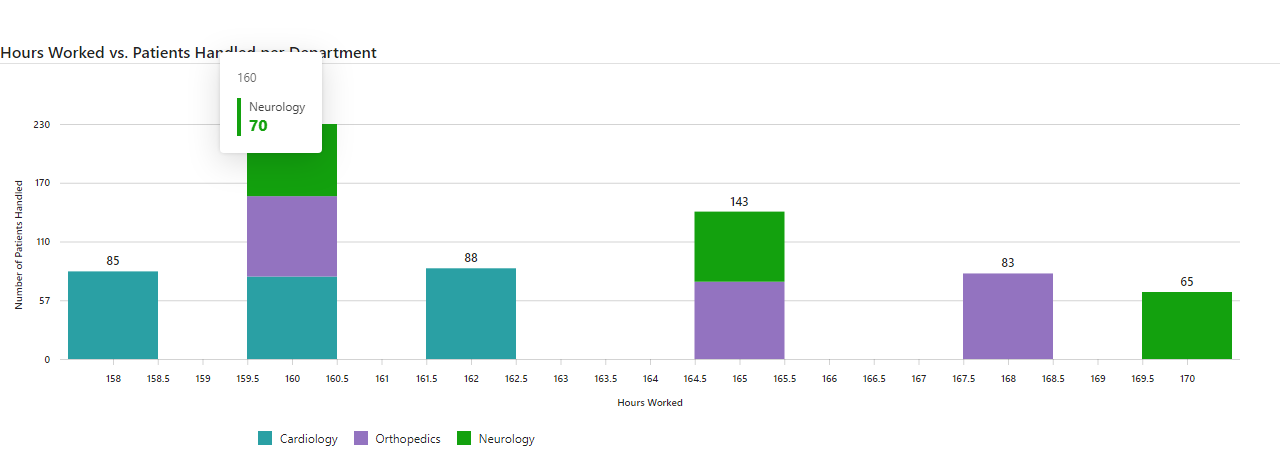 Hours Worked vs. Patients Handled per Department
160
Neurology
70
230
170
110
57
0
Number of Patients Handled
85
88
143
83
65
158 158.5 159 159.5 160 160.5 161 161.5 162 162.5 163 163.5 164 164.5 165 165.5 166 166.5 167 167.5 168 168.5 169 169.5 170
Hours Worked
Cardiology Orthopedics Neurology